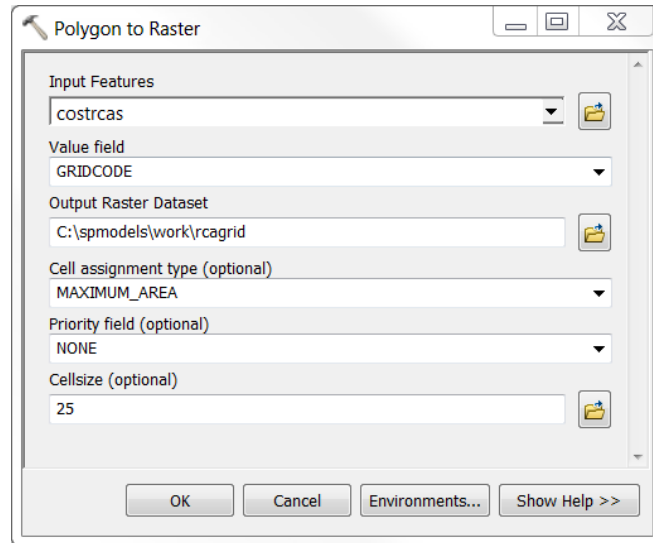 Polygon to Raster
Input Features
costrcas
Value field
GRIDCODE
Output Raster Dataset
C:\spmodels\work\rcagrid
Cell assignment type (optional)
MAXIMUM_AREA
Priority field (optional)
NONE
Cellsize (optional)
25
OK Cancel Environments... Show Help >>